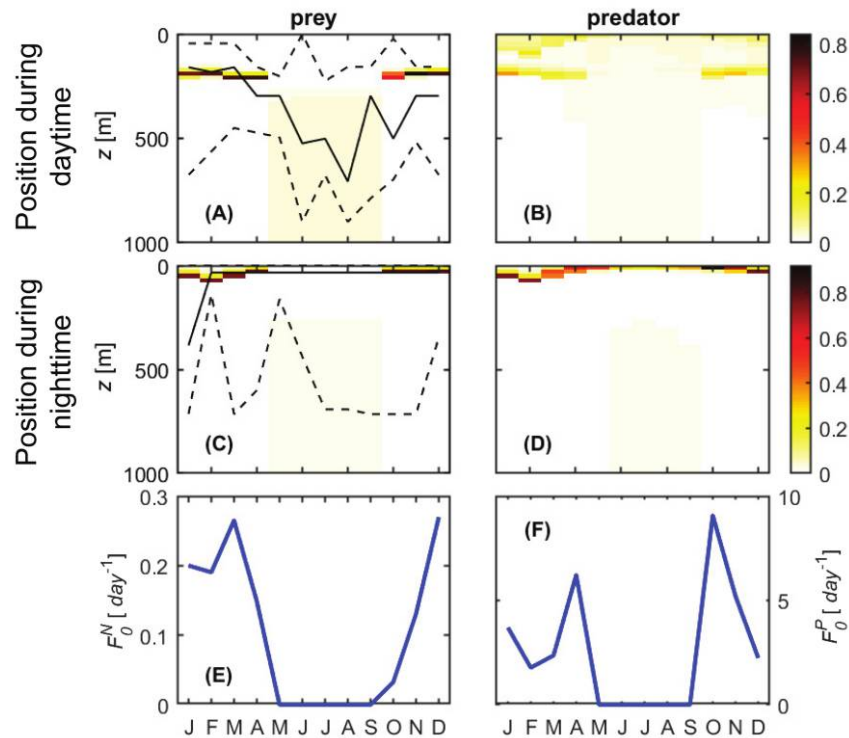 prey
predator
Position during
daytime
z [m]
0
500
1000
(A)
(B)
0.8
0.6
0.4
0.2
0
Position during
nighttime
z [m]
0
500
1000
(C)
(D)
0.8
0.6
0.4
0.2
0
F_0^N [ day^-1]
0.3
0.2
0.1
0
(E)
(F)
10
5
0
F_0^P [ day^-1]
J F M A M J J A S O N D
J F M A M J J A S O N D